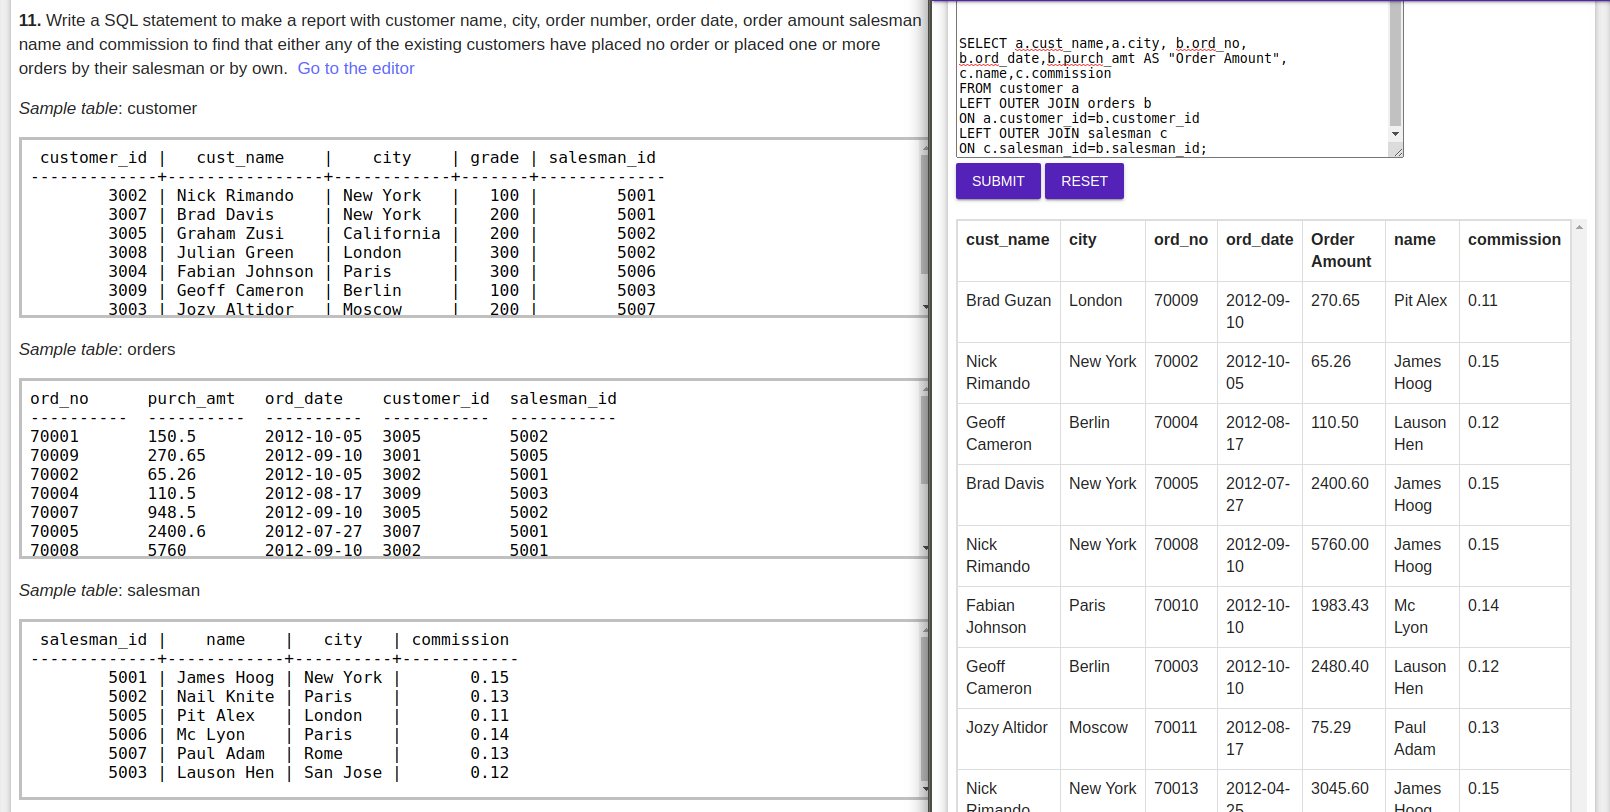 11. Write a SQL statement to make a report with customer name, city, order number, order date, order amount salesman
name and commission to find that either any of the existing customers have placed no order or placed one or more
orders by their salesman or by own.  Go to the editor
Sample table: customer
 customer_id |   cust_name    |    city    | grade | salesman_id
-------------+----------------+------------+-------+-------------
        3002 | Nick Rimando   | New York   |   100 |        5001
        3007 | Brad Davis     | New York   |   200 |        5001
        3005 | Graham Zusi    | California |   200 |        5002
        3008 | Julian Green   | London     |   300 |        5002
        3004 | Fabian Johnson | Paris      |   300 |        5006
        3009 | Geoff Cameron  | Berlin     |   100 |        5003
        3003 | Jozy Altidor   | Moscow     |   200 |        5007
Sample table: orders
ord_no      purch_amt   ord_date    customer_id  salesman_id
----------  ----------  ----------  -----------  -----------
70001       150.5       2012-10-05  3005         5002
70009       270.65      2012-09-10  3001         5005
70002       65.26       2012-10-05  3002         5001
70004       110.5       2012-08-17  3009         5003
70007       948.5       2012-09-10  3005         5002
70005       2400.6      2012-07-27  3007         5001
70008       5760        2012-09-10  3002         5001
Sample table: salesman
 salesman_id |    name    |   city   | commission
-------------+------------+----------+------------
        5001 | James Hoog | New York |       0.15
        5002 | Nail Knite | Paris    |       0.13
        5005 | Pit Alex   | London   |       0.11
        5006 | Mc Lyon    | Paris    |       0.14
        5007 | Paul Adam  | Rome     |       0.13
        5003 | Lauson Hen | San Jose |       0.12
SELECT a.cust_name,a.city, b.ord_no,
b.ord_date,b.purch_amt AS "Order Amount",
c.name,c.commission
FROM customer a
LEFT OUTER JOIN orders b
ON a.customer_id=b.customer_id
LEFT OUTER JOIN salesman c
ON c.salesman_id=b.salesman_id;
SUBMIT RESET
cust_name city ord_no ord_date Order name commission
Amount
Brad Guzan London 70009 2012-09- 270.65 Pit Alex 0.11
10
Nick New York 70002 2012-10- 65.26 James 0.15
Rimando 05 Hoog
Geoff Berlin 70004 2012-08- 110.50 Lauson 0.12
Cameron 17 Hen
Brad Davis New York 70005 2012-07- 2400.60 James 0.15
27 Hoog
Nick New York 70008 2012-09- 5760.00 James 0.15
Rimando 10 Hoog
Fabian Paris 70010 2012-10- 1983.43 Mc 0.14
Johnson 10 Lyon
Geoff Berlin 70003 2012-10- 2480.40 Lauson 0.12
Cameron 10 Hen
Jozy Altidor Moscow 70011 2012-08- 75.29 Paul 0.13
17 Adam
Nick New York 70013 2012-04- 3045.60 James 0.15
Rimando 25 Hoog